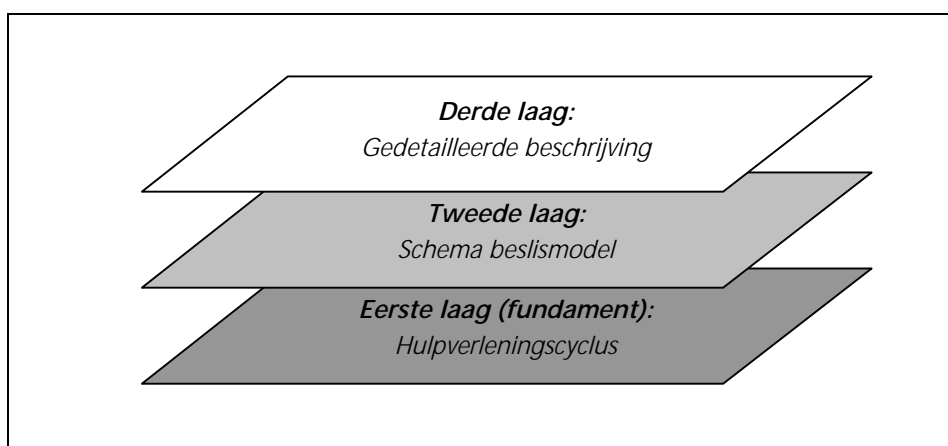 Derde laag:
Gedetailleerde beschrijving
Tweede laag:
Schema beslismodel
Eerste laag (fundament):
Hulpverleningscyclus